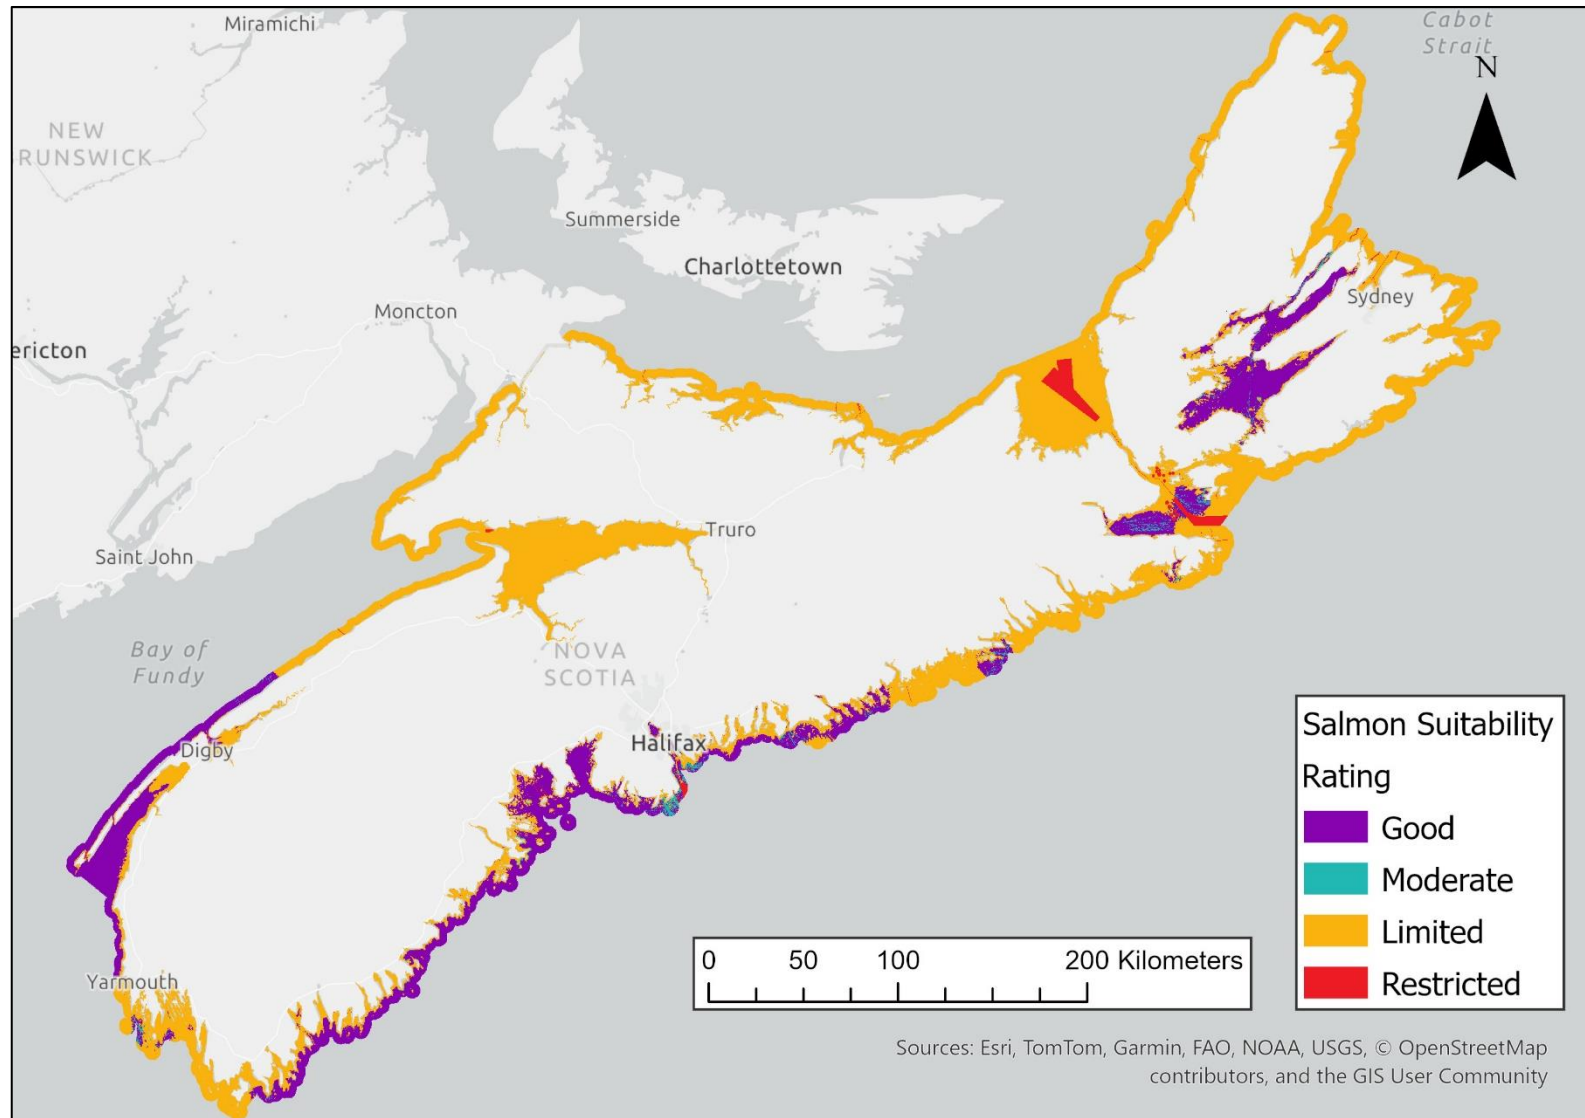 Miramichi
Cabot
Strait
N
NEW
RUNSWICK
Summerside
Charlottetown
Moncton
Sydney
ericton
Truro
Saint John
Bay of
Fundy
NOVA
SCOTIA
Digby
Halifax
Yarmouth
Salmon Suitability
Rating
Good
Moderate
Limited
Restricted
0 50 100 200 Kilometers
Sources: Esri, TomTom, Garmin, FAO, NOAA, USGS, © OpenStreetMap
contributors, and the GIS User Community